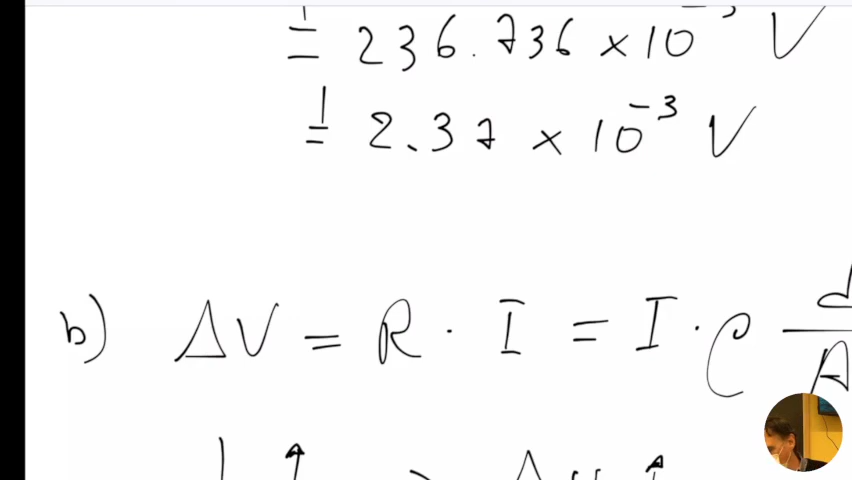 = 236.736 × 10⁻³ V
= 2.37 × 10⁻³ V
b) ΔV = R · I = I · ρ d/A